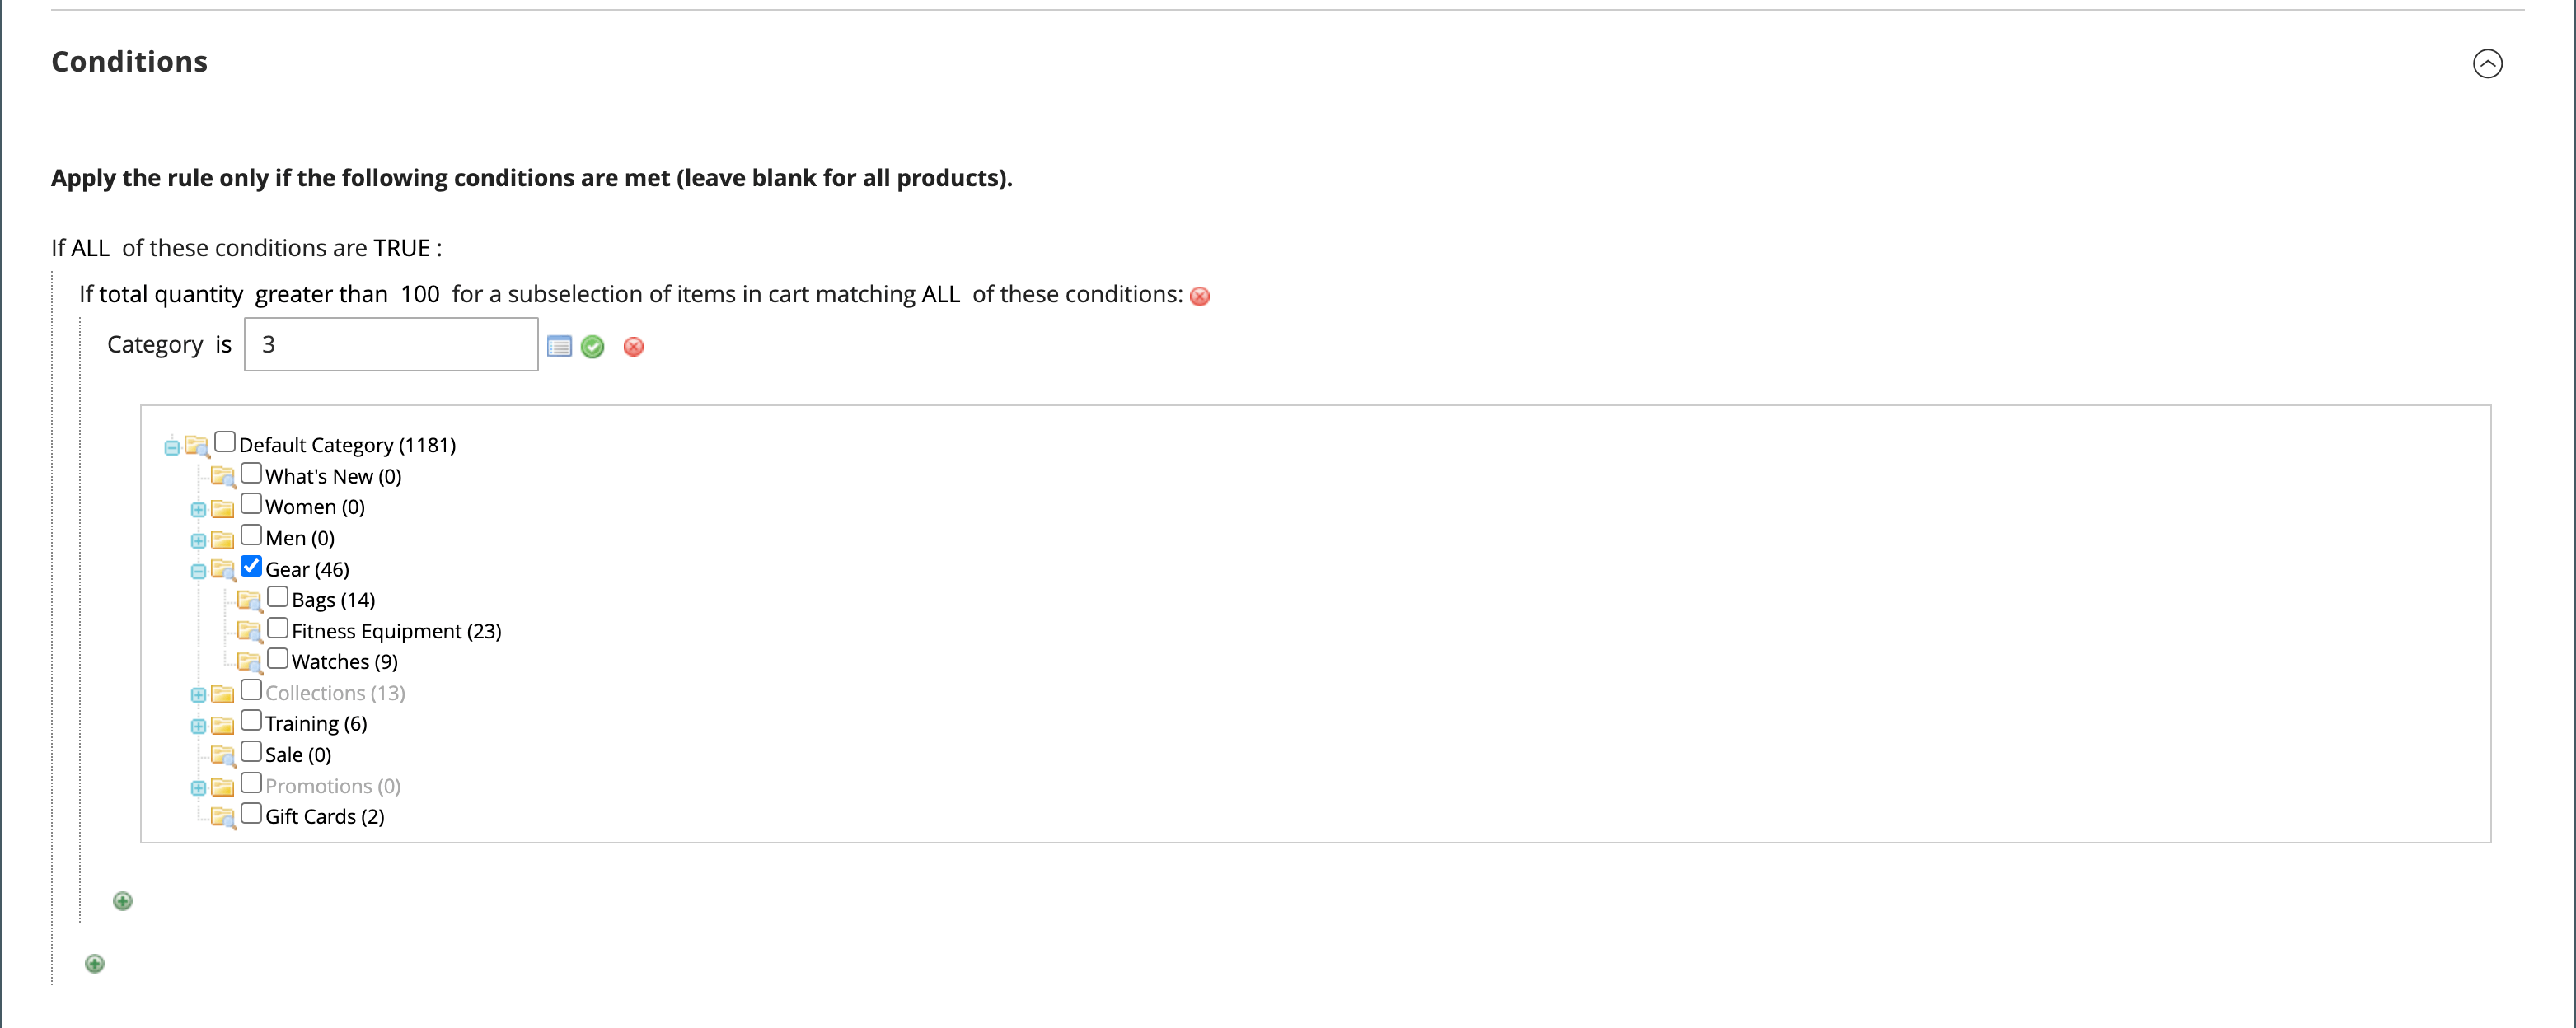 Conditions
Apply the rule only if the following conditions are met (leave blank for all products).
If ALL of these conditions are TRUE :
If total quantity greater than 100 for a subselection of items in cart matching ALL of these conditions:
Category is 3
Default Category (1181)
What's New (0)
Women (0)
Men (0)
Gear (46)
Bags (14)
Fitness Equipment (23)
Watches (9)
Collections (13)
Training (6)
Sale (0)
Promotions (0)
Gift Cards (2)